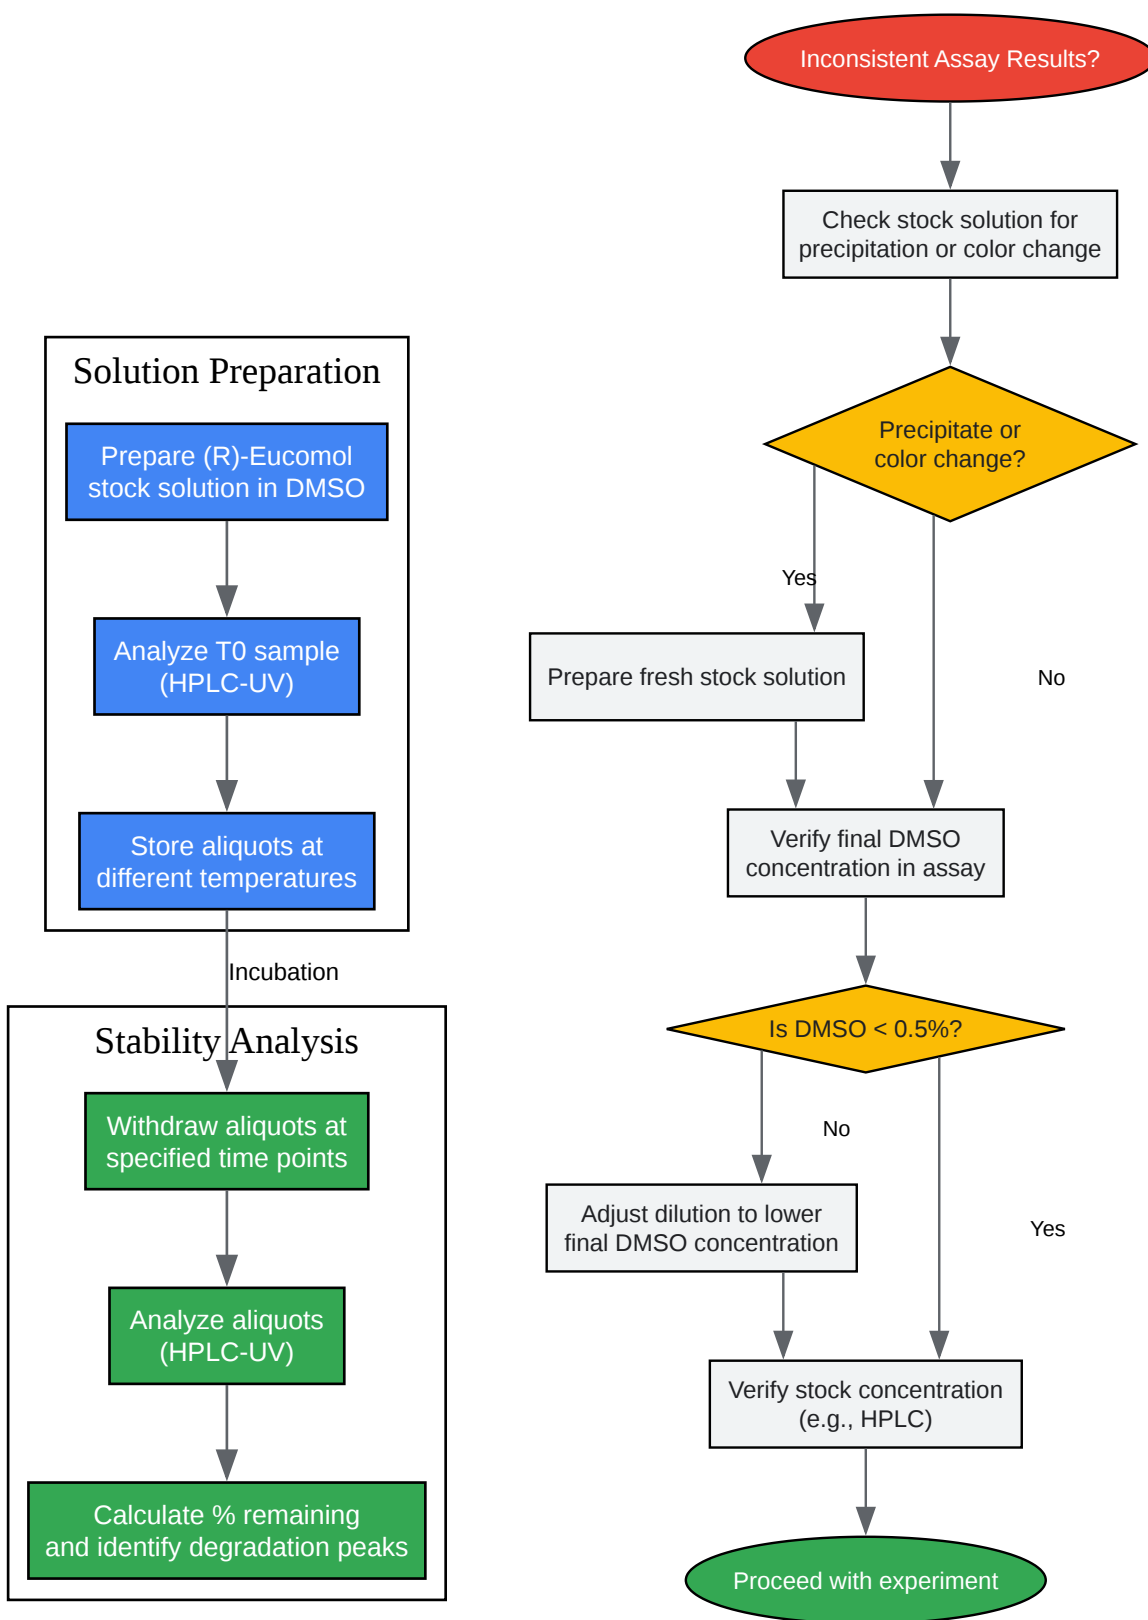 Solution Preparation
Prepare (R)-Eucomol
stock solution in DMSO
Analyze T0 sample
(HPLC-UV)
Store aliquots at
different temperatures
Incubation
Stability Analysis
Withdraw aliquots at
specified time points
Analyze aliquots
(HPLC-UV)
Calculate % remaining
and identify degradation peaks
Inconsistent Assay Results?
Check stock solution for
precipitation or color change
Precipitate or
color change?
Yes
Prepare fresh stock solution
No
Verify final DMSO
concentration in assay
Is DMSO < 0.5%?
No
Adjust dilution to lower
final DMSO concentration
Yes
Verify stock concentration
(e.g., HPLC)
Proceed with experiment